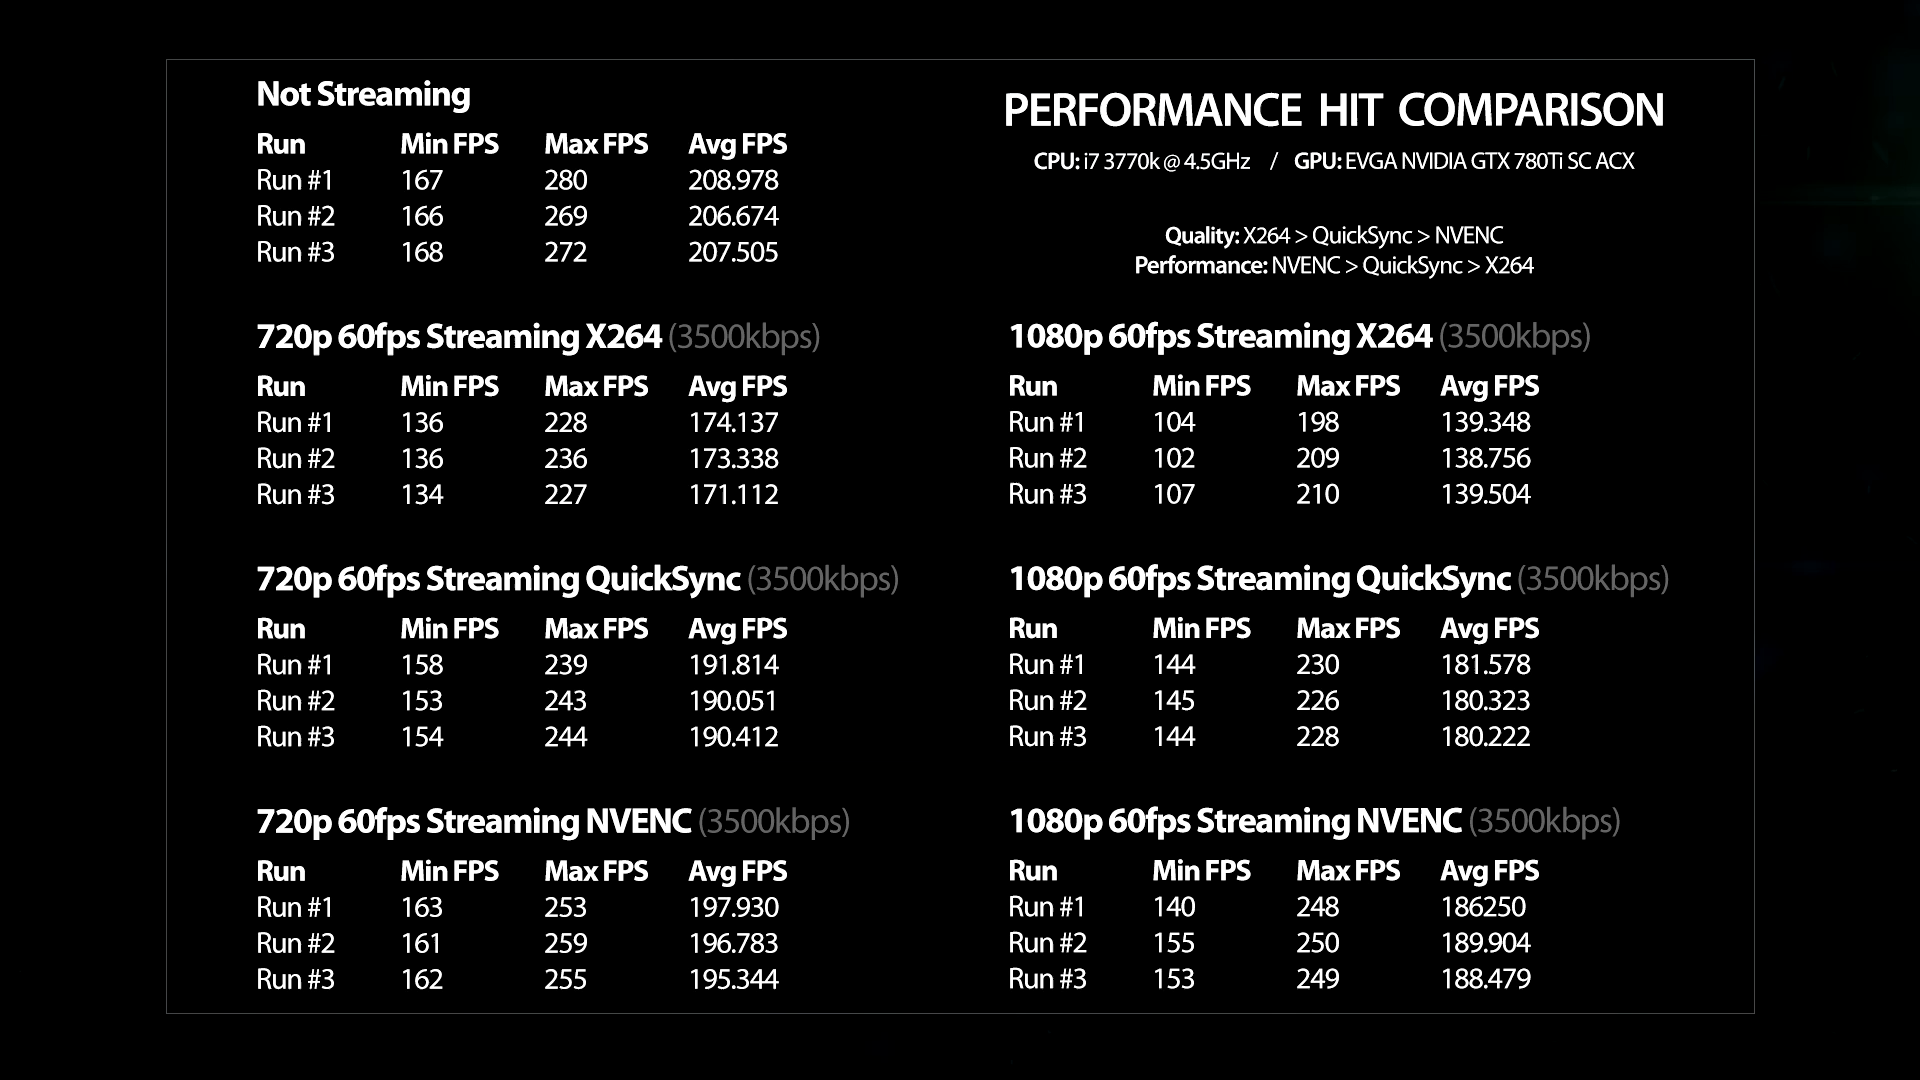 Not Streaming
Run Min FPS Max FPS Avg FPS
Run #1 167 280 208.978
Run #2 166 269 206.674
Run #3 168 272 207.505
PERFORMANCE HIT COMPARISON
CPU: i7 3770k @ 4.5GHz / GPU: EVGA NVIDIA GTX 780Ti SC ACX
Quality: X264 > QuickSync > NVENC
Performance: NVENC > QuickSync > X264
720p 60fps Streaming X264 (3500kbps)
Run Min FPS Max FPS Avg FPS
Run #1 136 228 174.137
Run #2 136 236 173.338
Run #3 134 227 171.112
1080p 60fps Streaming X264 (3500kbps)
Run Min FPS Max FPS Avg FPS
Run #1 104 198 139.348
Run #2 102 209 138.756
Run #3 107 210 139.504
720p 60fps Streaming QuickSync (3500kbps)
Run Min FPS Max FPS Avg FPS
Run #1 158 239 191.814
Run #2 153 243 190.051
Run #3 154 244 190.412
1080p 60fps Streaming QuickSync (3500kbps)
Run Min FPS Max FPS Avg FPS
Run #1 144 230 181.578
Run #2 145 226 180.323
Run #3 144 228 180.222
720p 60fps Streaming NVENC (3500kbps)
Run Min FPS Max FPS Avg FPS
Run #1 163 253 197.930
Run #2 161 259 196.783
Run #3 162 255 195.344
1080p 60fps Streaming NVENC (3500kbps)
Run Min FPS Max FPS Avg FPS
Run #1 140 248 186250
Run #2 155 250 189.904
Run #3 153 249 188.479